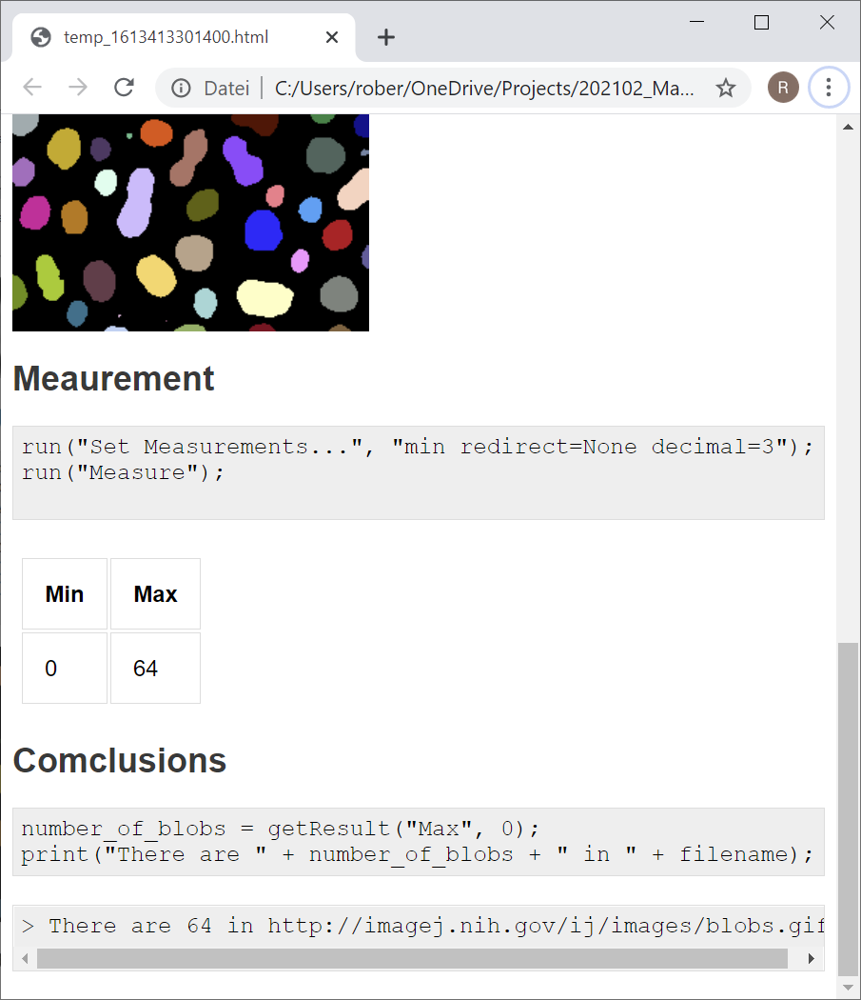 temp_1613413301400.html
Datei
C:/Users/rober/OneDrive/Projects/202102_Ma...
R
Meaurement
run("Set Measurements...", "min redirect=None decimal=3");
run("Measure");
Min Max
0 64
Comclusions
number_of_blobs = getResult("Max", 0);
print("There are " + number_of_blobs + " in " + filename);
> There are 64 in http://imagej.nih.gov/ij/images/blobs.gif